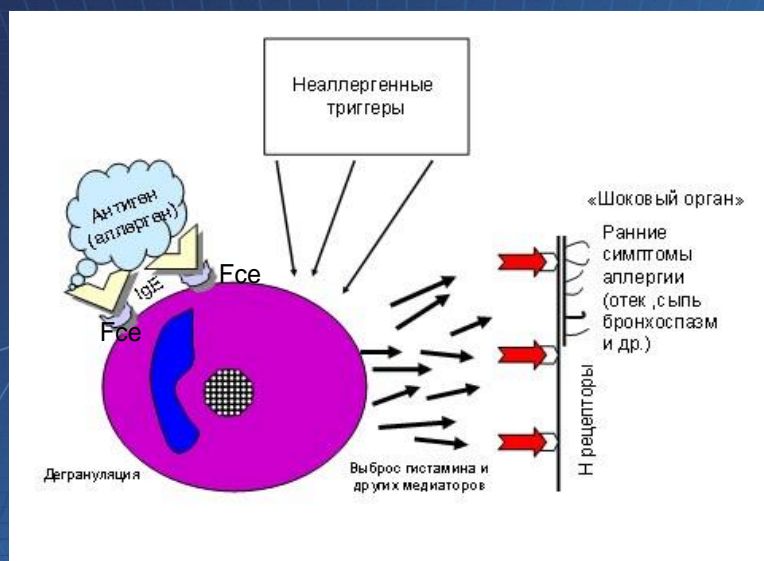 Неаллергенные
триггеры
Антиген
(аллерген)
IgE
Fce
Fce
«Шоковый орган»
Ранние
симптомы
аллергии
(отек ,сыпь
бронхоспазм
и др.)
Н рецепторы
Дегрануляция
Выброс гистамина и
других медиаторов